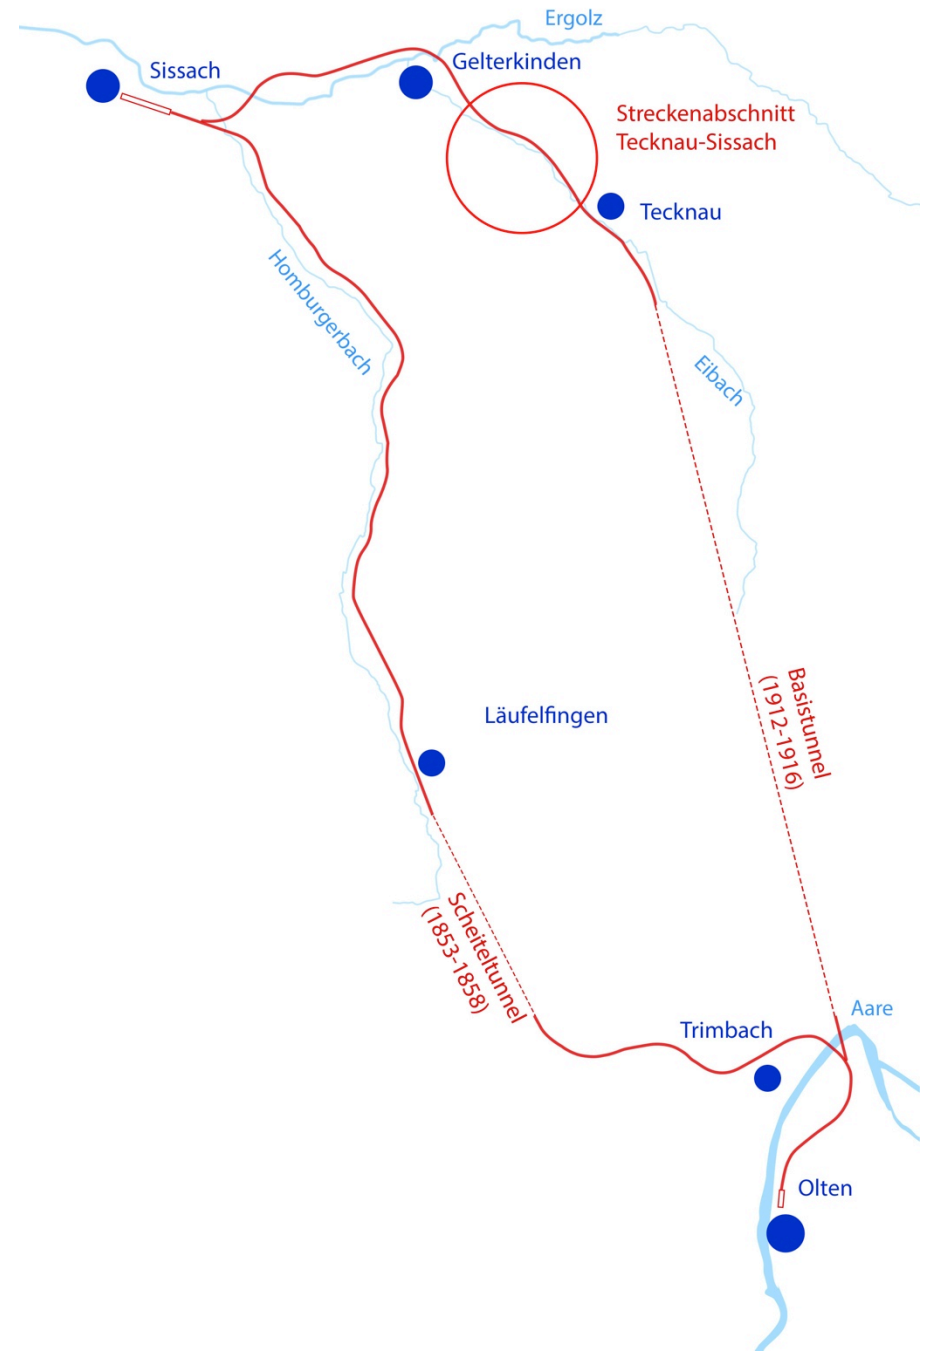 Ergolz
Sissach
Gelterkinden
Streckenabschnitt
Tecknau-Sissach
Tecknau
Homburgerbach
Eibach
Basistunnel
(1912-1916)
Läufelfingen
Scheiteltunnel
(1853-1858)
Aare
Trimbach
Olten